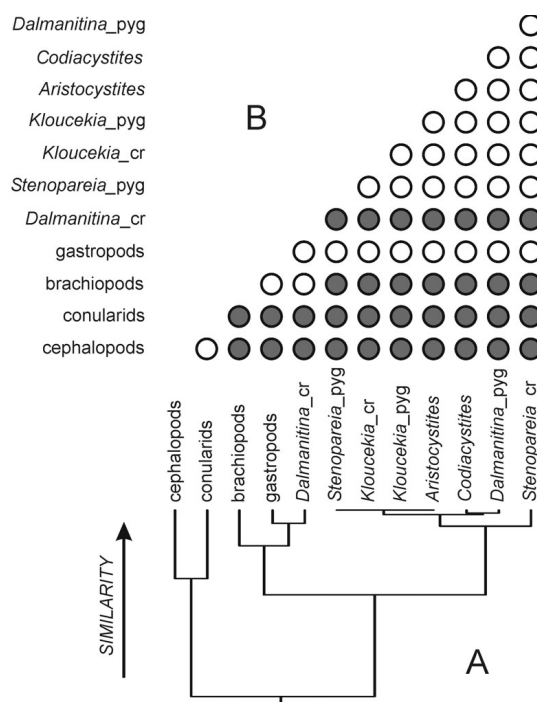 Dalmanitina_pyg
Codiacystites
Aristocystites
Kloucekia_pyg
Kloucekia_cr
Stenopareia_pyg
Dalmanitina_cr
gastropods
brachiopods
conularids
cephalopods
B
cephalopods
conularids
brachiopods
gastropods
Dalmanitina_cr
Stenopareia_pyg
Kloucekia_cr
Kloucekia_pyg
Aristocystites
Codiacystites
Dalmanitina_pyg
Stenopareia_cr
SIMILARITY
A